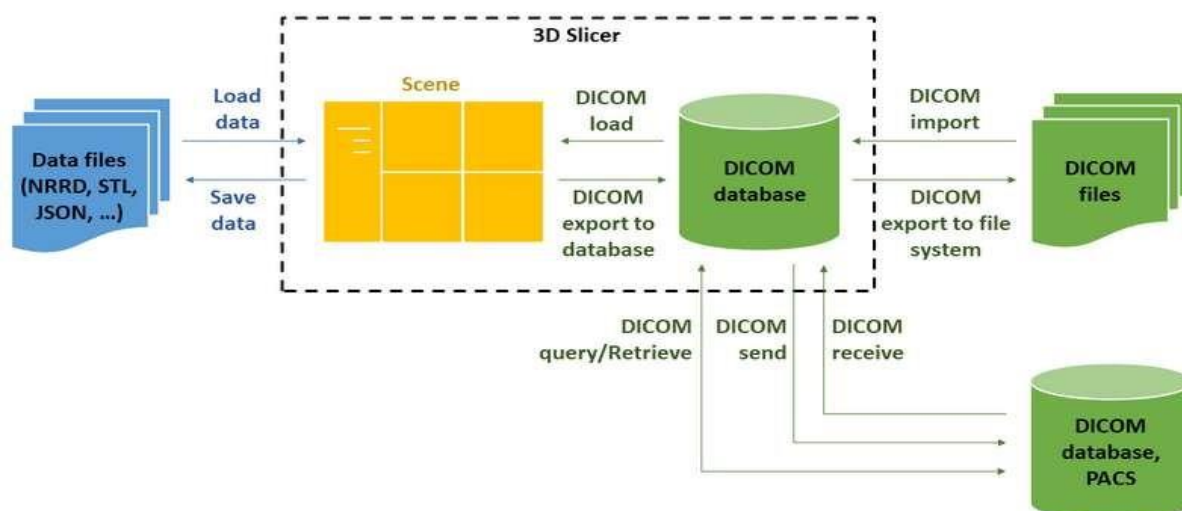 3D Slicer
Scene
Load
data
Save
data
Data files
(NRRD, STL,
JSON, ...)
DICOM
load
DICOM
export to
database
DICOM
database
DICOM
import
DICOM
export to file
system
DICOM
files
DICOM
query/Retrieve
DICOM
send
DICOM
receive
DICOM
database,
PACS